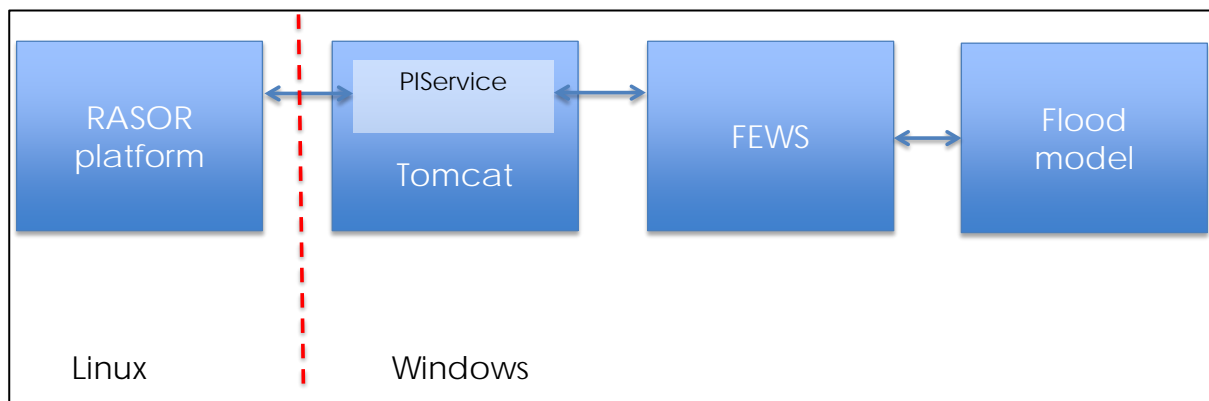 RASOR
platform
PIService
Tomcat
FEWS
Flood
model
Linux
Windows